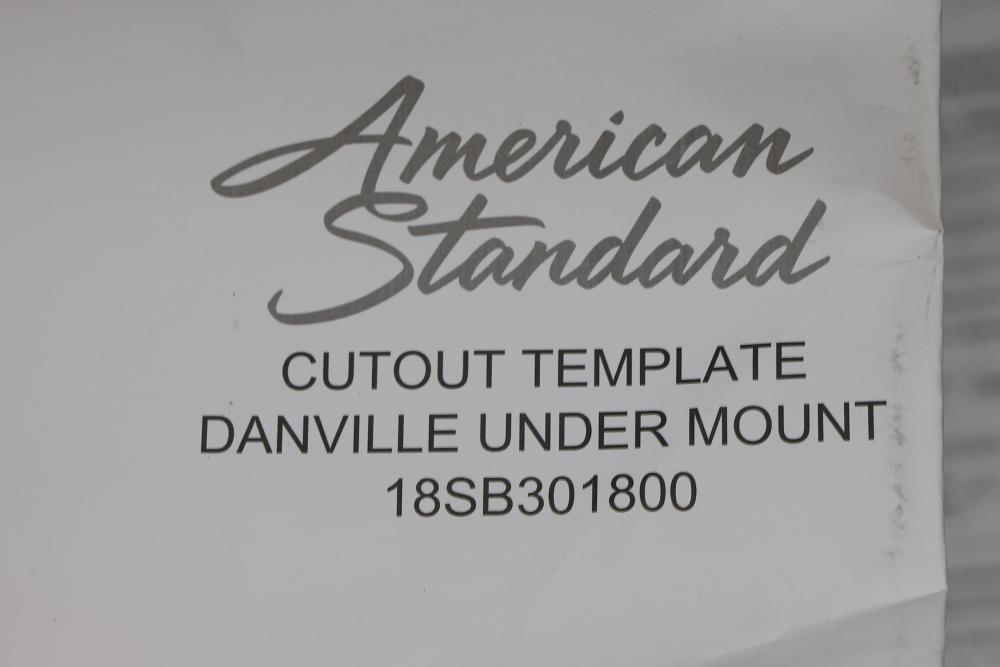 American
Standard
CUTOUT TEMPLATE
DANVILLE UNDER MOUNT
18SB301800